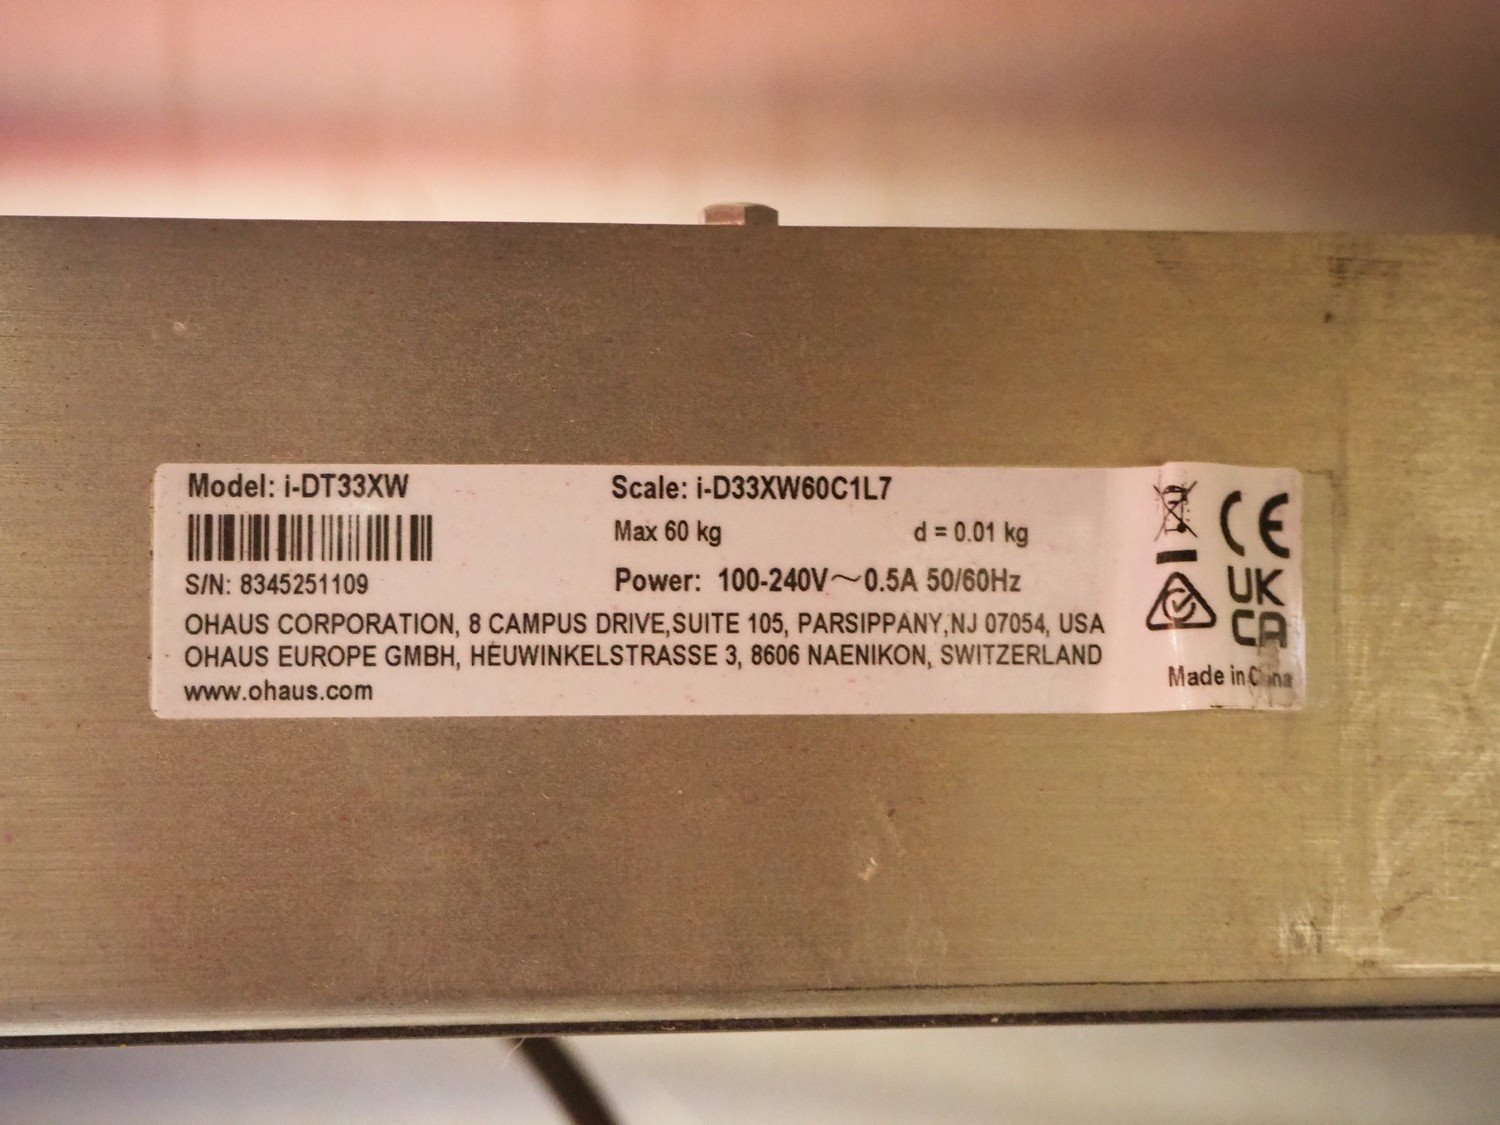 Model: i-DT33XW
Scale: i-D33XW60C1L7
Max 60 kg
d = 0.01 kg
S/N: 8345251109
Power: 100-240V～0.5A 50/60Hz
OHAUS CORPORATION, 8 CAMPUS DRIVE,SUITE 105, PARSIPPANY,NJ 07054, USA
OHAUS EUROPE GMBH, HEUWINKELSTRASSE 3, 8606 NAENIKON, SWITZERLAND
www.ohaus.com
CE
UK
CA
Made in China